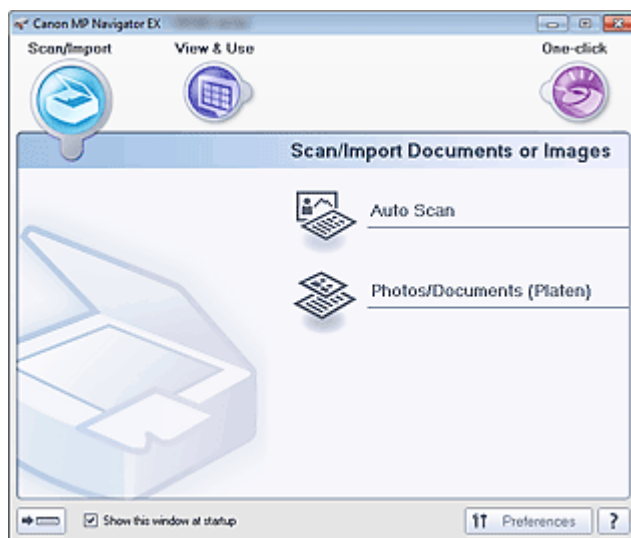 Canon MP Navigator EX
Scan/Import View & Use One-click
Scan/Import Documents or Images
Auto Scan
Photos/Documents (Platen)
Show this window at startup Preferences ?